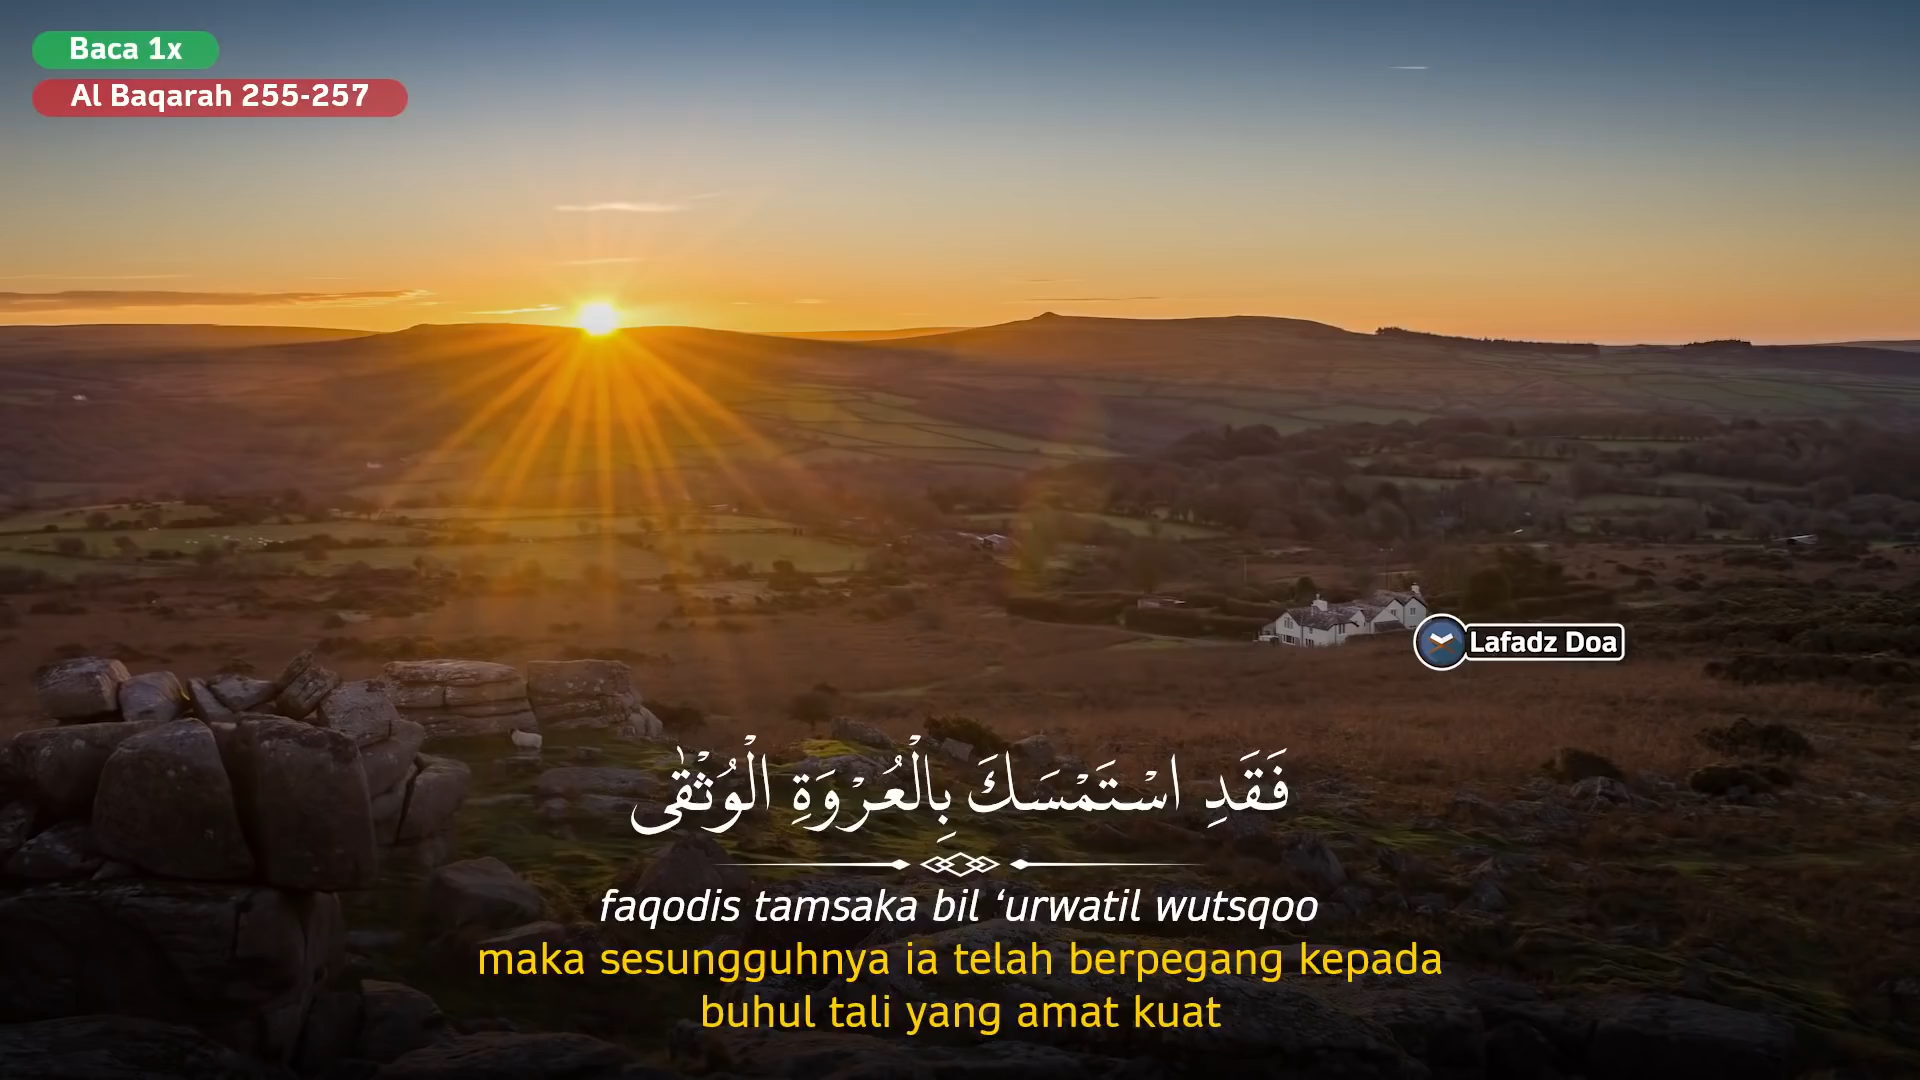 Baca 1x
Al Baqarah 255-257
Lafadz Doa
فَقَدِ اسْتَمْسَكَ بِالْعُرْوَةِ الْوُثْقٰى
faqodis tamsaka bil ‘urwatil wutsqoo
maka sesungguhnya ia telah berpegang kepada
buhul tali yang amat kuat